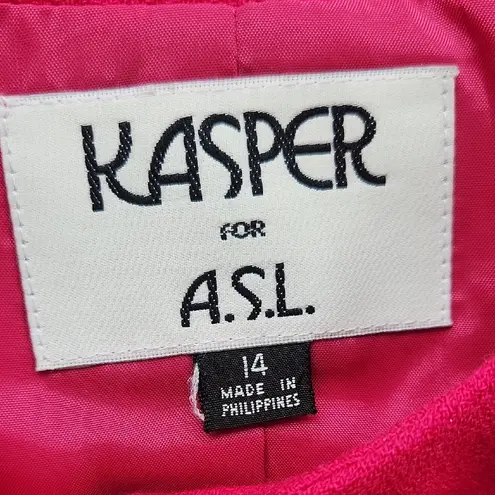 KASPER
FOR
A.S.L.
14
MADE IN
PHILIPPINES